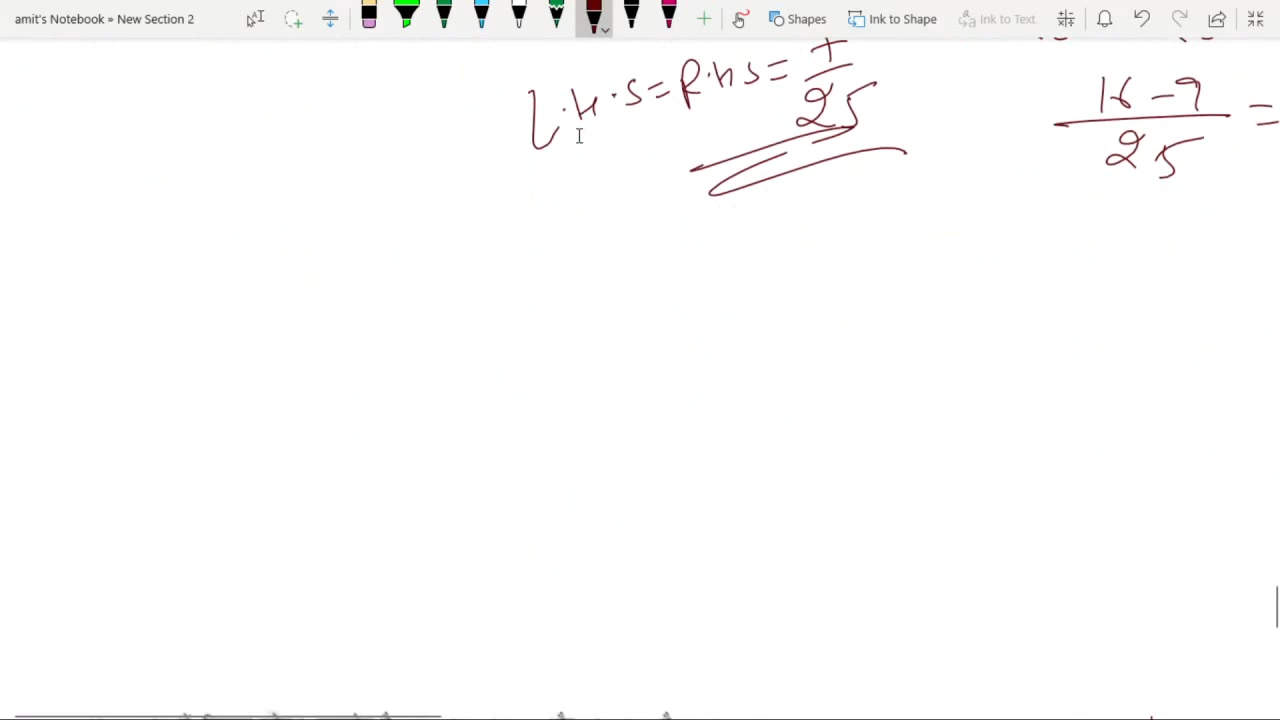 amit's Notebook » New Section 2
Shapes
Ink to Shape
Ink to Text
L.H.S = R.h S = 7/25
16 - 9 / 25 =